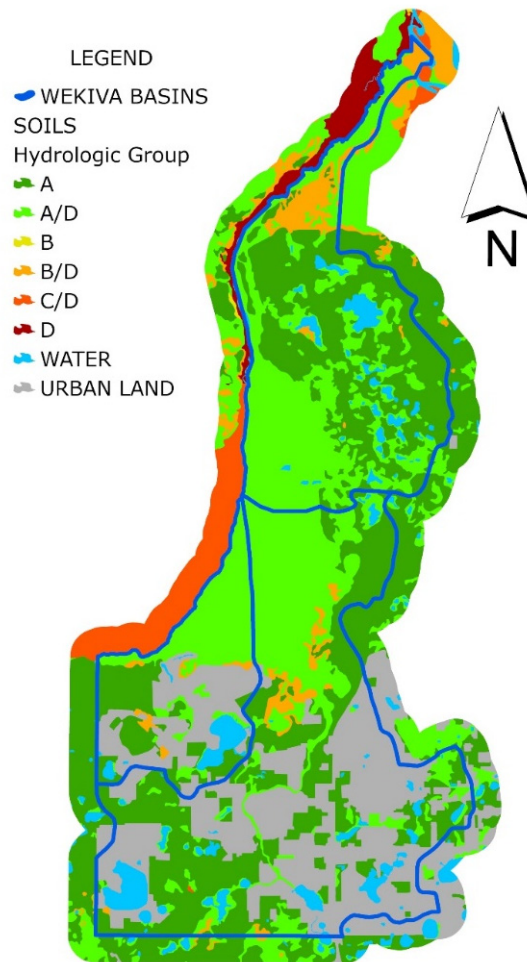 LEGEND
WEKIVA BASINS
SOILS
Hydrologic Group
A
A/D
B
B/D
C/D
D
WATER
URBAN LAND
N